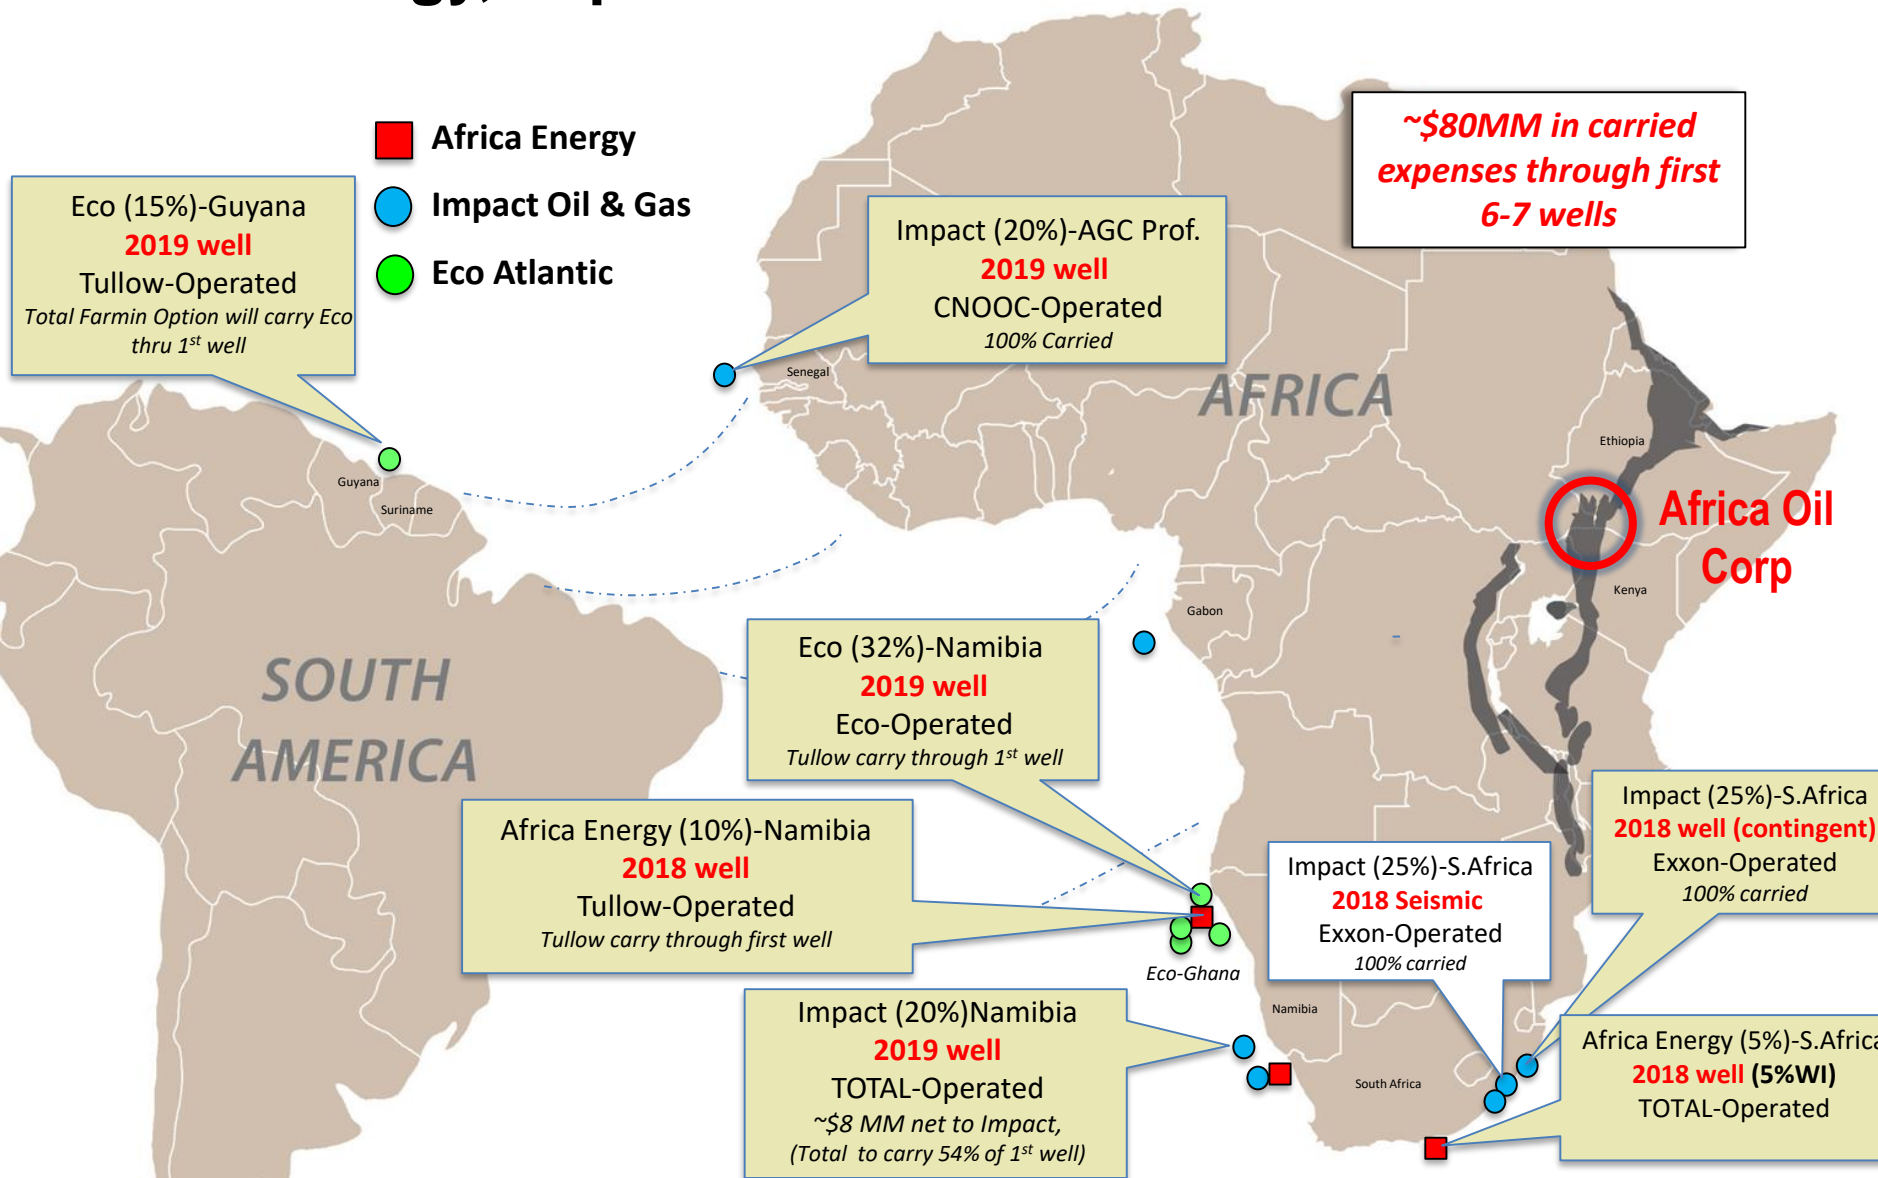 Africa Energy
Impact Oil & Gas
Eco Atlantic
~$80MM in carried
expenses through first
6-7 wells
Eco (15%)-Guyana
2019 well
Tullow-Operated
Total Farmin Option will carry Eco
thru 1st well
Impact (20%)-AGC Prof.
2019 well
CNOOC-Operated
100% Carried
Senegal
AFRICA
Ethiopia
Guyana
Suriname
Africa Oil
Corp
Kenya
Gabon
SOUTH
AMERICA
Eco (32%)-Namibia
2019 well
Eco-Operated
Tullow carry through 1st well
Africa Energy (10%)-Namibia
2018 well
Tullow-Operated
Tullow carry through first well
Eco-Ghana
Impact (25%)-S.Africa
2018 Seismic
Exxon-Operated
100% carried
Impact (25%)-S.Africa
2018 well (contingent)
Exxon-Operated
100% carried
Namibia
South Africa
Impact (20%)Namibia
2019 well
TOTAL-Operated
~$8 MM net to Impact,
(Total to carry 54% of 1st well)
Africa Energy (5%)-S.Africa
2018 well (5%WI)
TOTAL-Operated